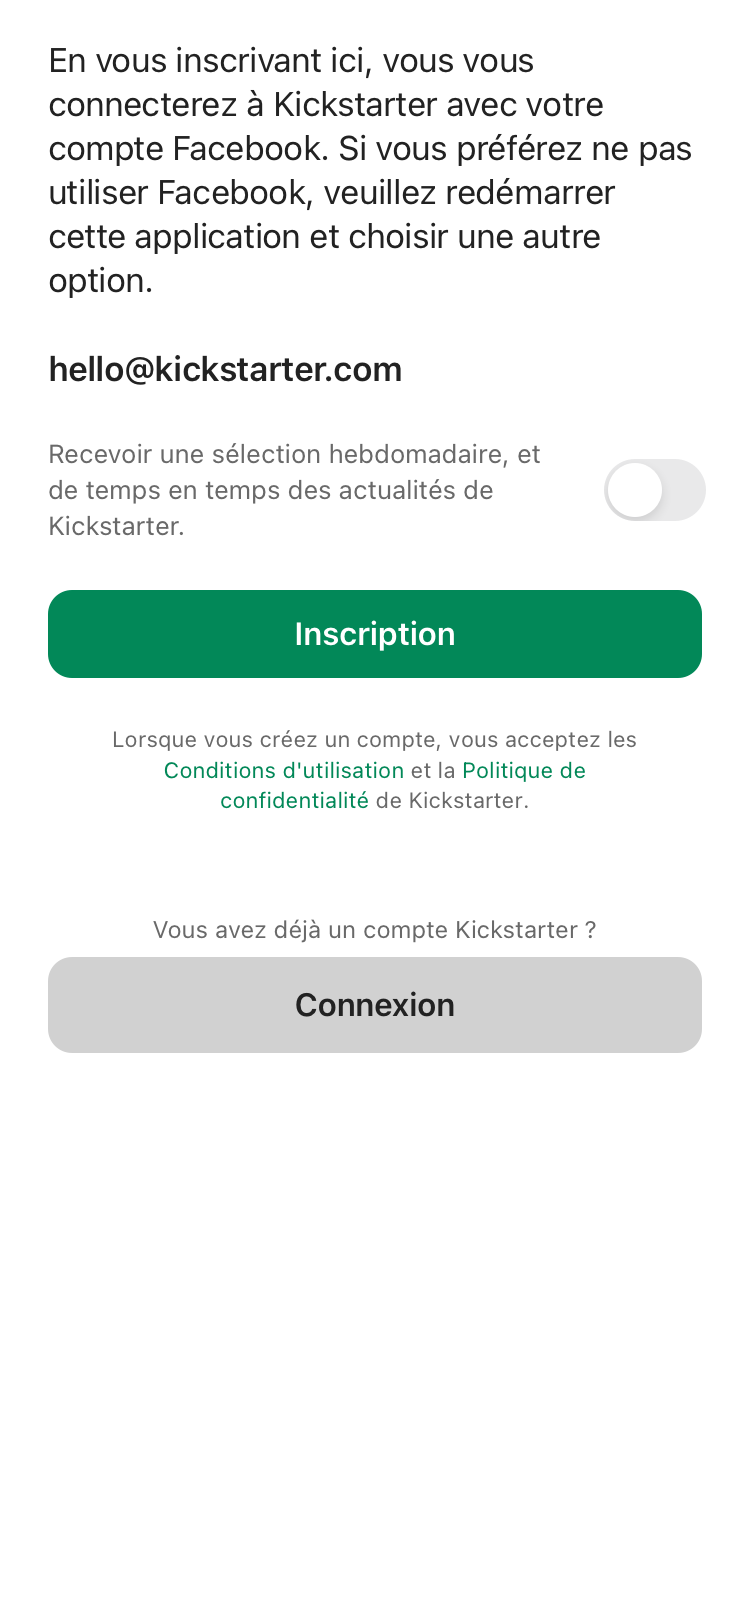 En vous inscrivant ici, vous vous
connecterez à Kickstarter avec votre
compte Facebook. Si vous préférez ne pas
utiliser Facebook, veuillez redémarrer
cette application et choisir une autre
option.
hello@kickstarter.com
Recevoir une sélection hebdomadaire, et
de temps en temps des actualités de
Kickstarter.
Inscription
Lorsque vous créez un compte, vous acceptez les
Conditions d'utilisation et la Politique de
confidentialité de Kickstarter.
Vous avez déjà un compte Kickstarter ?
Connexion